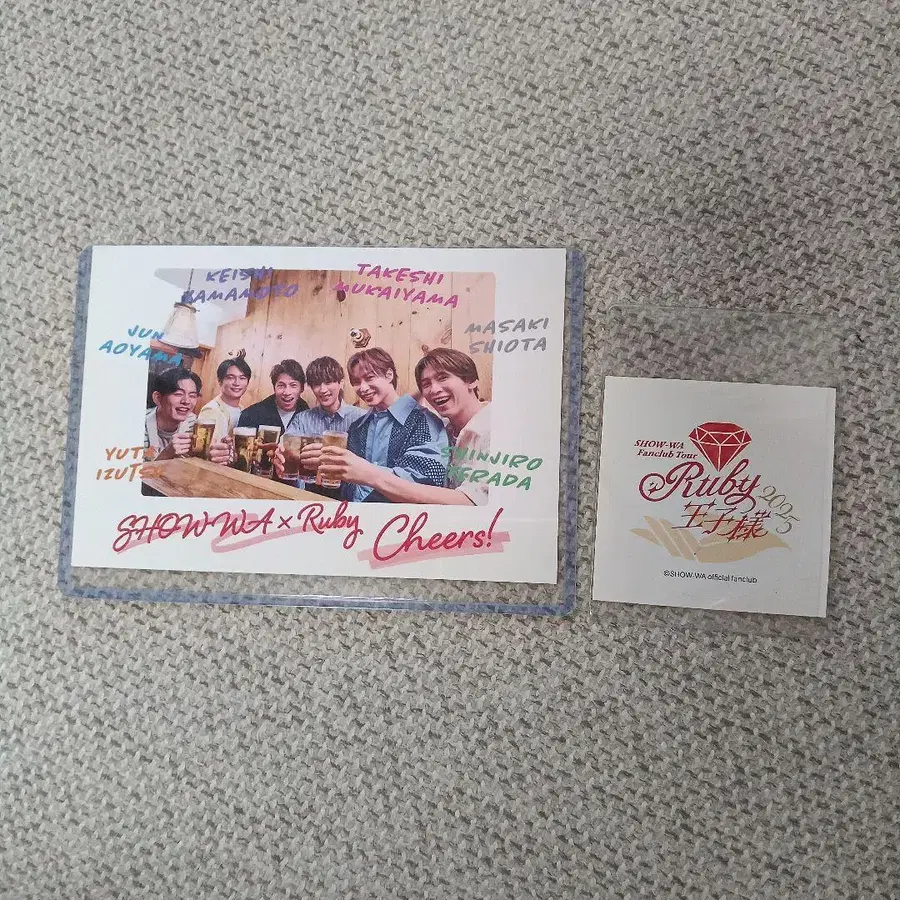 KEISHI
YAMAMOTO
TAKESHI
MUKAIYAMA
JUN
AOYAMA
MASAKI
SHIOTA
YUTA
IZUTSU
SHINJIRO
TERADA
SHOW-WA × Ruby
Cheers!
SHOW-WA
Fanclub Tour
Ruby
王子様
2025
©SHOW-WA official fanclub